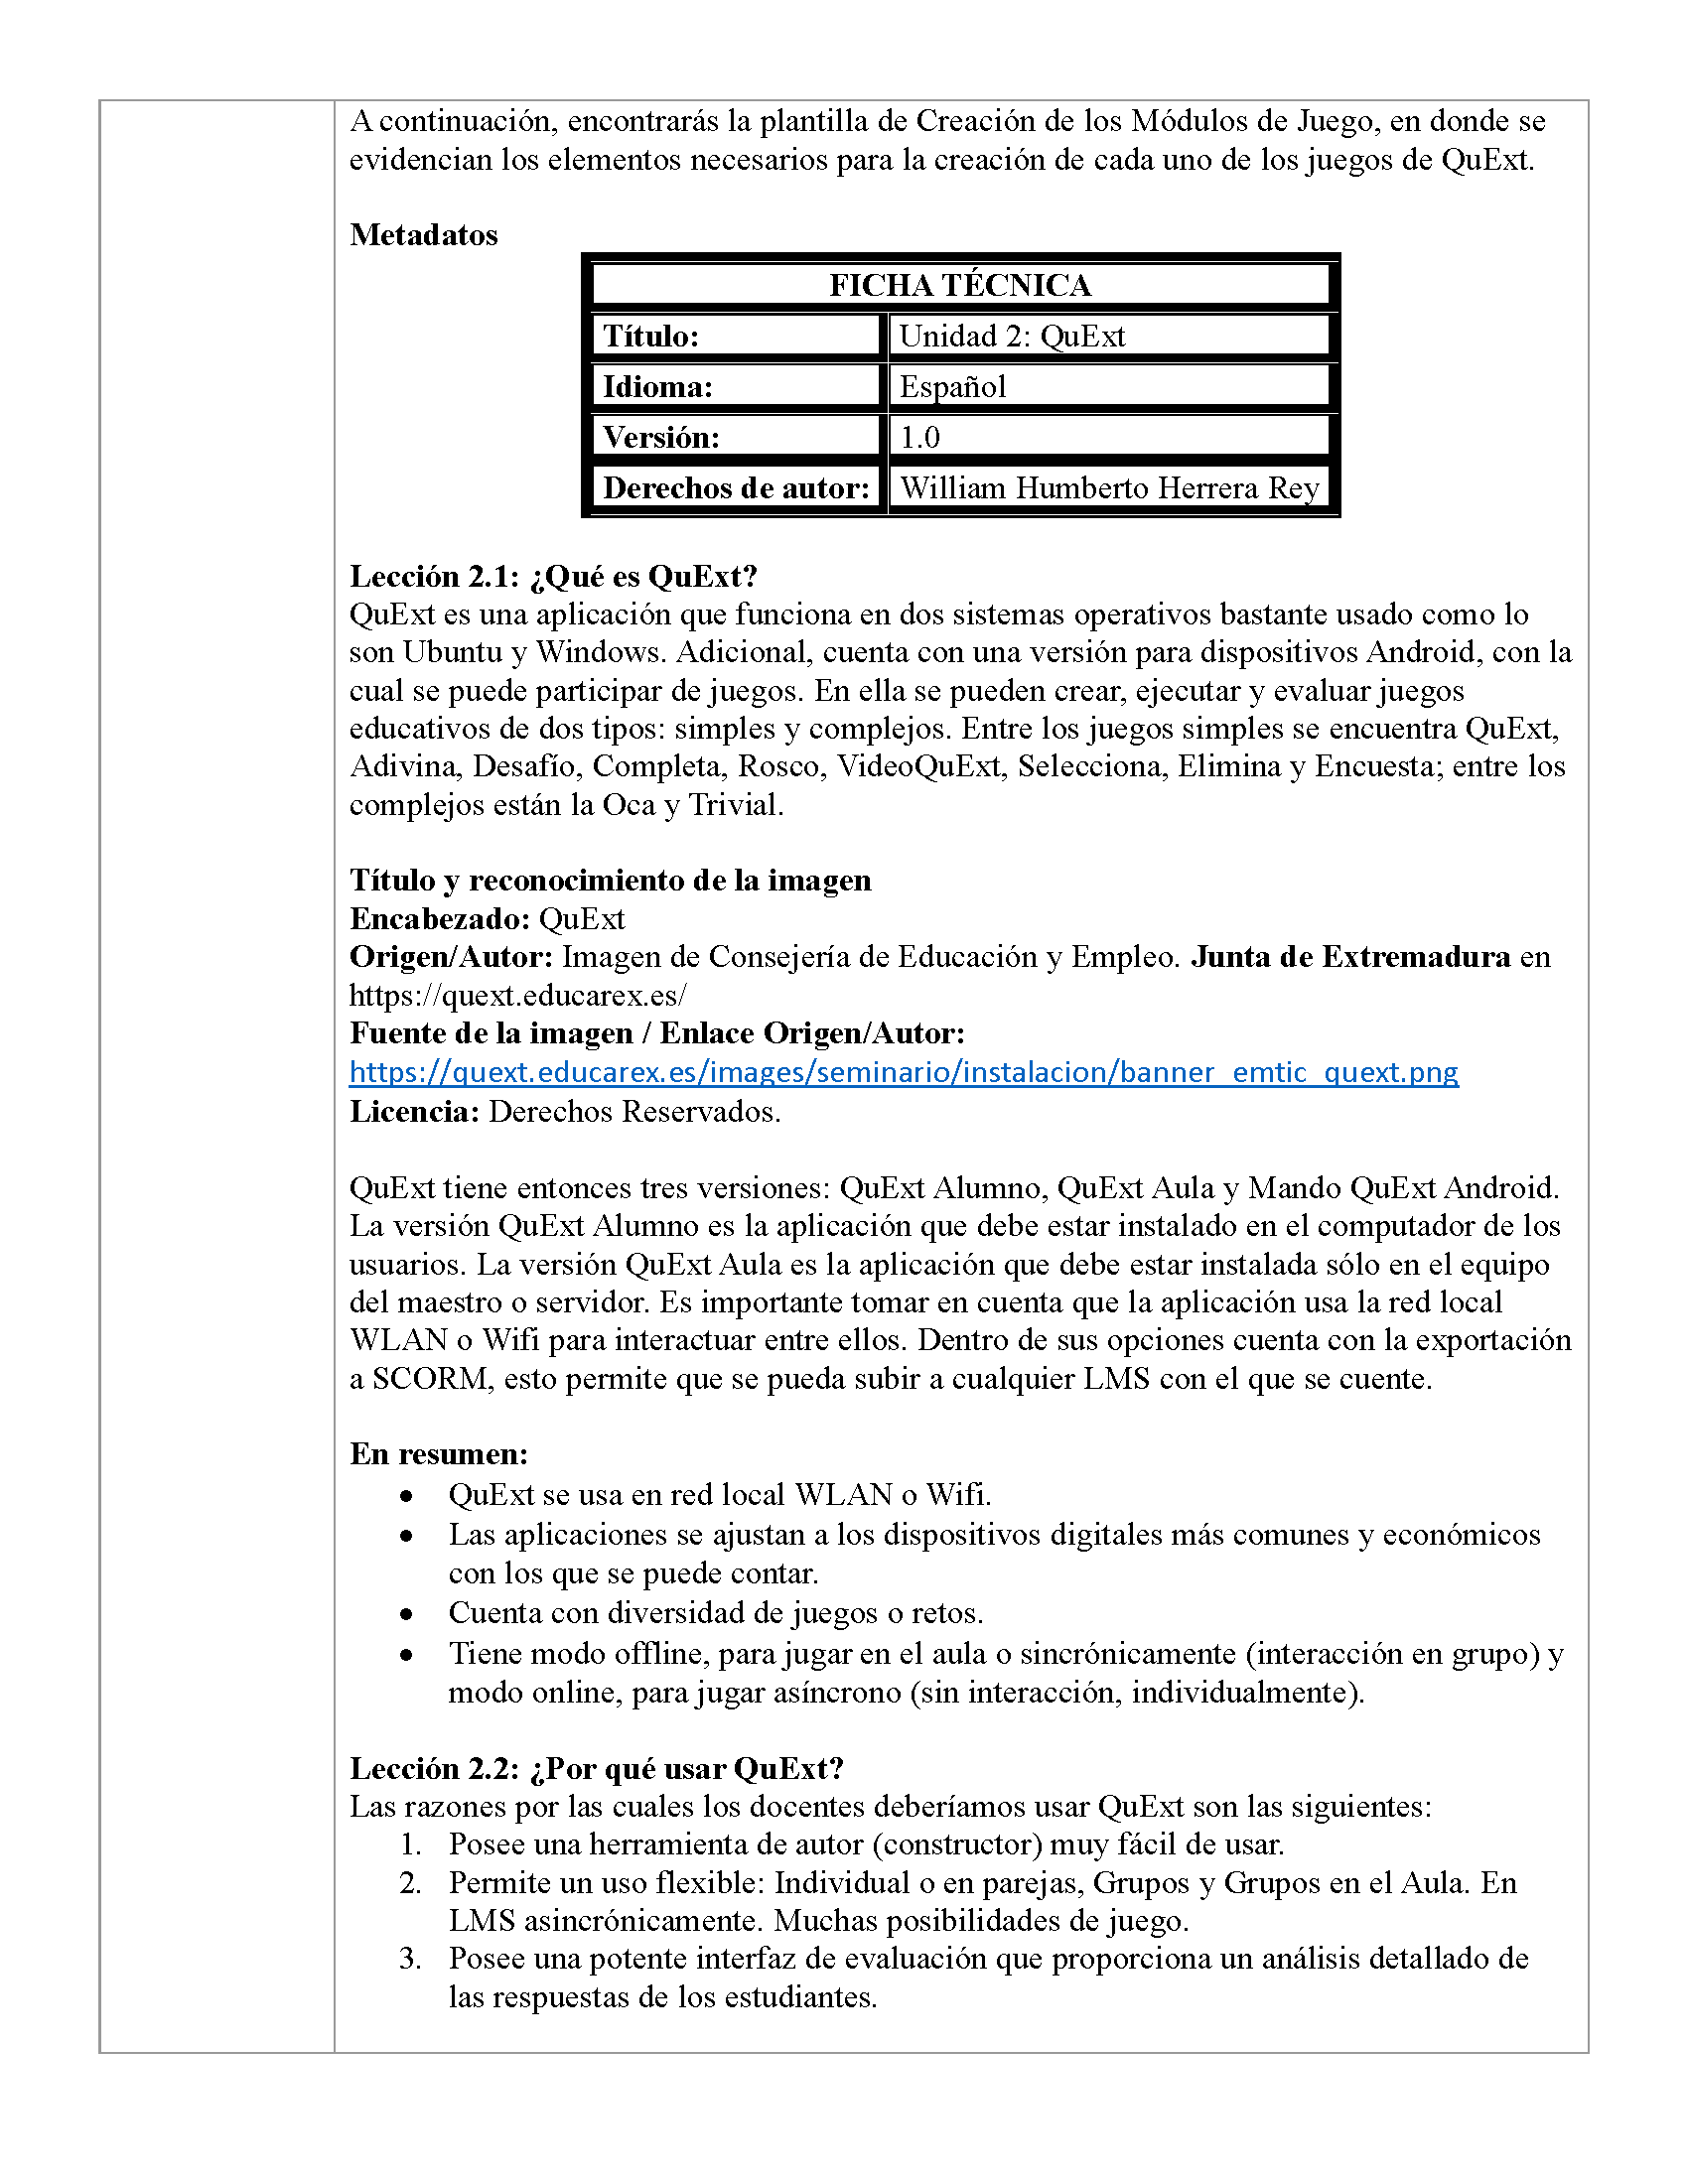 A continuación, encontrarás la plantilla de Creación de los Módulos de Juego, en donde se
evidencian los elementos necesarios para la creación de cada uno de los juegos de QuExt.
Metadatos
FICHA TÉCNICA
Título: Unidad 2: QuExt
Idioma: Español
Versión: 1.0
Derechos de autor: William Humberto Herrera Rey
Lección 2.1: ¿Qué es QuExt?
QuExt es una aplicación que funciona en dos sistemas operativos bastante usado como lo
son Ubuntu y Windows. Adicional, cuenta con una versión para dispositivos Android, con la
cual se puede participar de juegos. En ella se pueden crear, ejecutar y evaluar juegos
educativos de dos tipos: simples y complejos. Entre los juegos simples se encuentra QuExt,
Adivina, Desafío, Completa, Rosco, VideoQuExt, Selecciona, Elimina y Encuesta; entre los
complejos están la Oca y Trivial.
Título y reconocimiento de la imagen
Encabezado: QuExt
Origen/Autor: Imagen de Consejería de Educación y Empleo. Junta de Extremadura en
https://quext.educarex.es/
Fuente de la imagen / Enlace Origen/Autor:
https://quext.educarex.es/images/seminario/instalacion/banner_emtic_quext.png
Licencia: Derechos Reservados.
QuExt tiene entonces tres versiones: QuExt Alumno, QuExt Aula y Mando QuExt Android.
La versión QuExt Alumno es la aplicación que debe estar instalado en el computador de los
usuarios. La versión QuExt Aula es la aplicación que debe estar instalada sólo en el equipo
del maestro o servidor. Es importante tomar en cuenta que la aplicación usa la red local
WLAN o Wifi para interactuar entre ellos. Dentro de sus opciones cuenta con la exportación
a SCORM, esto permite que se pueda subir a cualquier LMS con el que se cuente.
En resumen:
• QuExt se usa en red local WLAN o Wifi.
• Las aplicaciones se ajustan a los dispositivos digitales más comunes y económicos
con los que se puede contar.
• Cuenta con diversidad de juegos o retos.
• Tiene modo offline, para jugar en el aula o sincrónicamente (interacción en grupo) y
modo online, para jugar asíncrono (sin interacción, individualmente).
Lección 2.2: ¿Por qué usar QuExt?
Las razones por las cuales los docentes deberíamos usar QuExt son las siguientes:
1. Posee una herramienta de autor (constructor) muy fácil de usar.
2. Permite un uso flexible: Individual o en parejas, Grupos y Grupos en el Aula. En
LMS asincrónicamente. Muchas posibilidades de juego.
3. Posee una potente interfaz de evaluación que proporciona un análisis detallado de
las respuestas de los estudiantes.